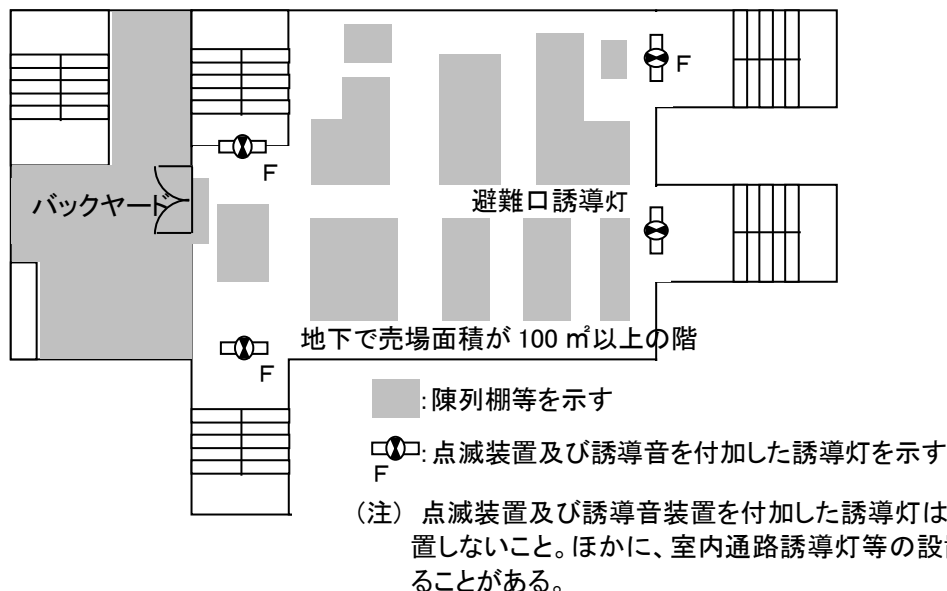 F
F
バックヤード
避難口誘導灯
地下で売場面積が 100 ㎡以上の階
F
:陳列棚等を示す
:点滅装置及び誘導音を付加した誘導灯を示す
F
(注) 点滅装置及び誘導音装置を付加した誘導灯は
置しないこと。ほかに、室内通路誘導灯等の設
ることがある。